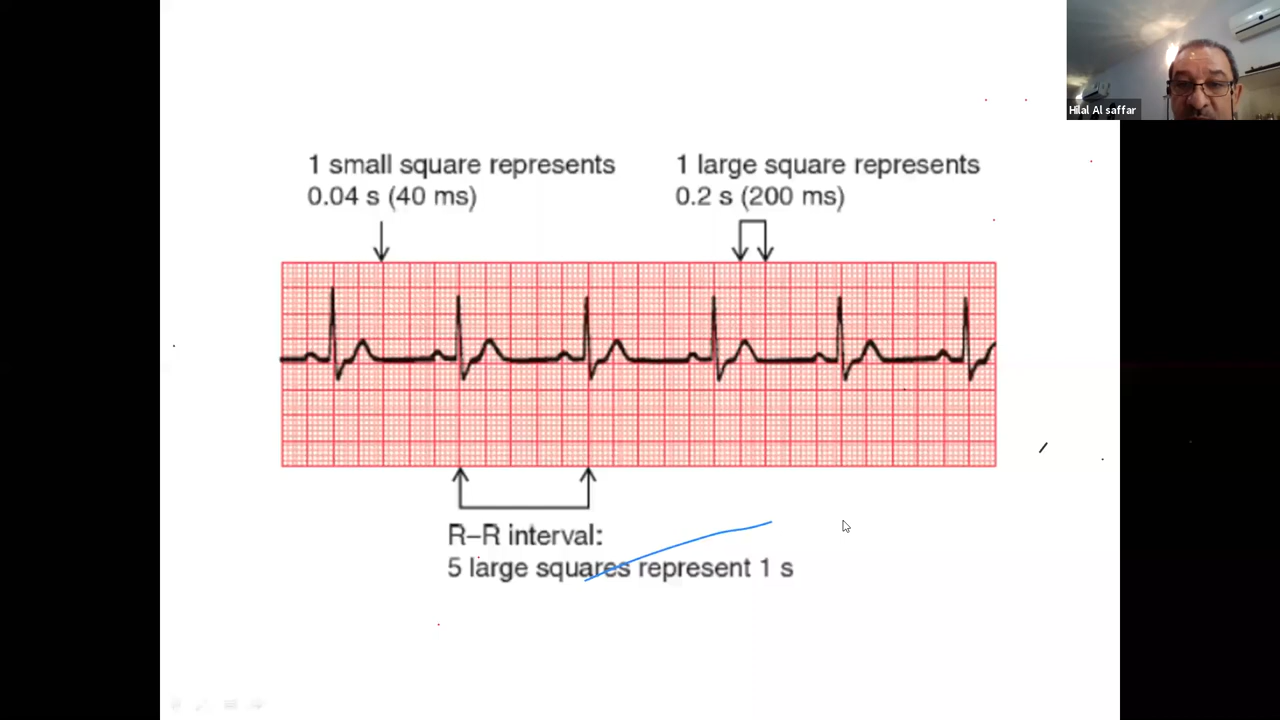 Hilal Al saffar
1 small square represents
0.04 s (40 ms)
1 large square represents
0.2 s (200 ms)
R–R interval:
5 large squares represent 1 s